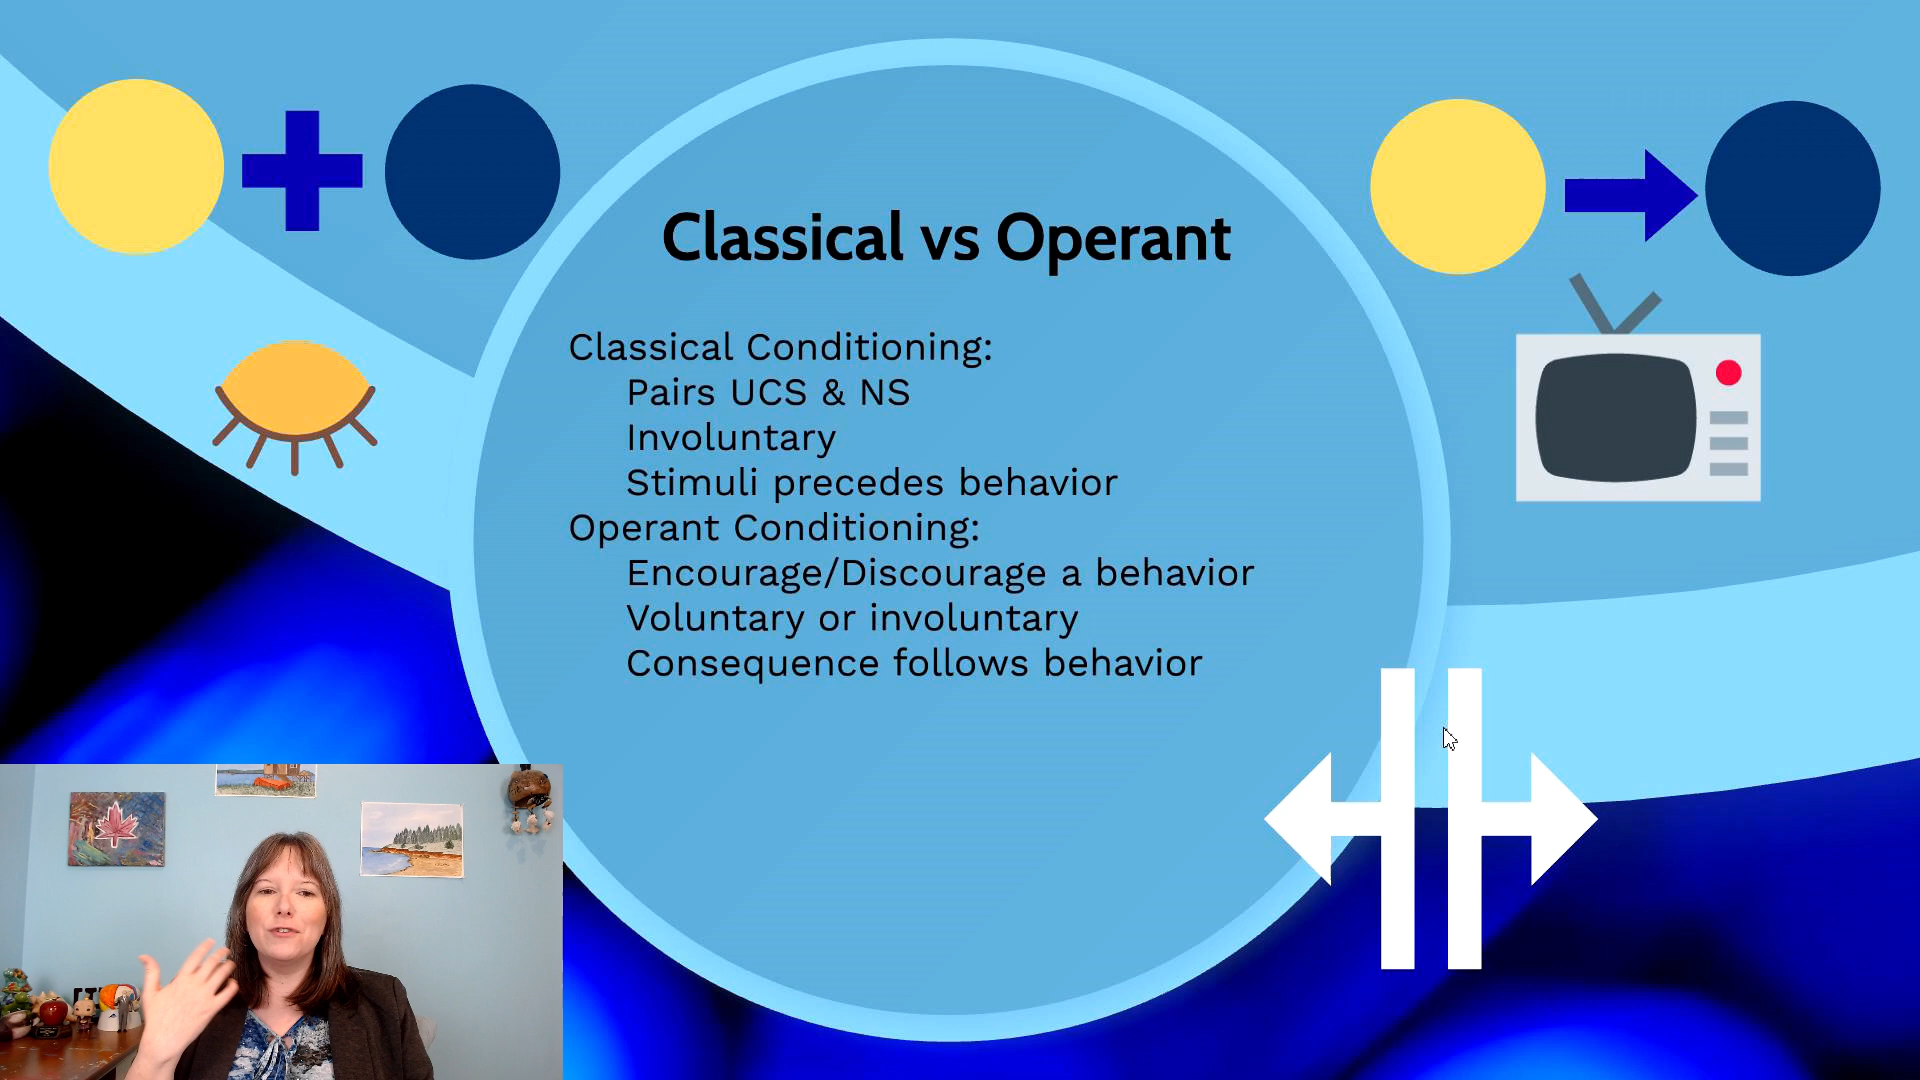 Classical vs Operant
Classical Conditioning:
Pairs UCS & NS
Involuntary
Stimuli precedes behavior
Operant Conditioning:
Encourage/Discourage a behavior
Voluntary or involuntary
Consequence follows behavior